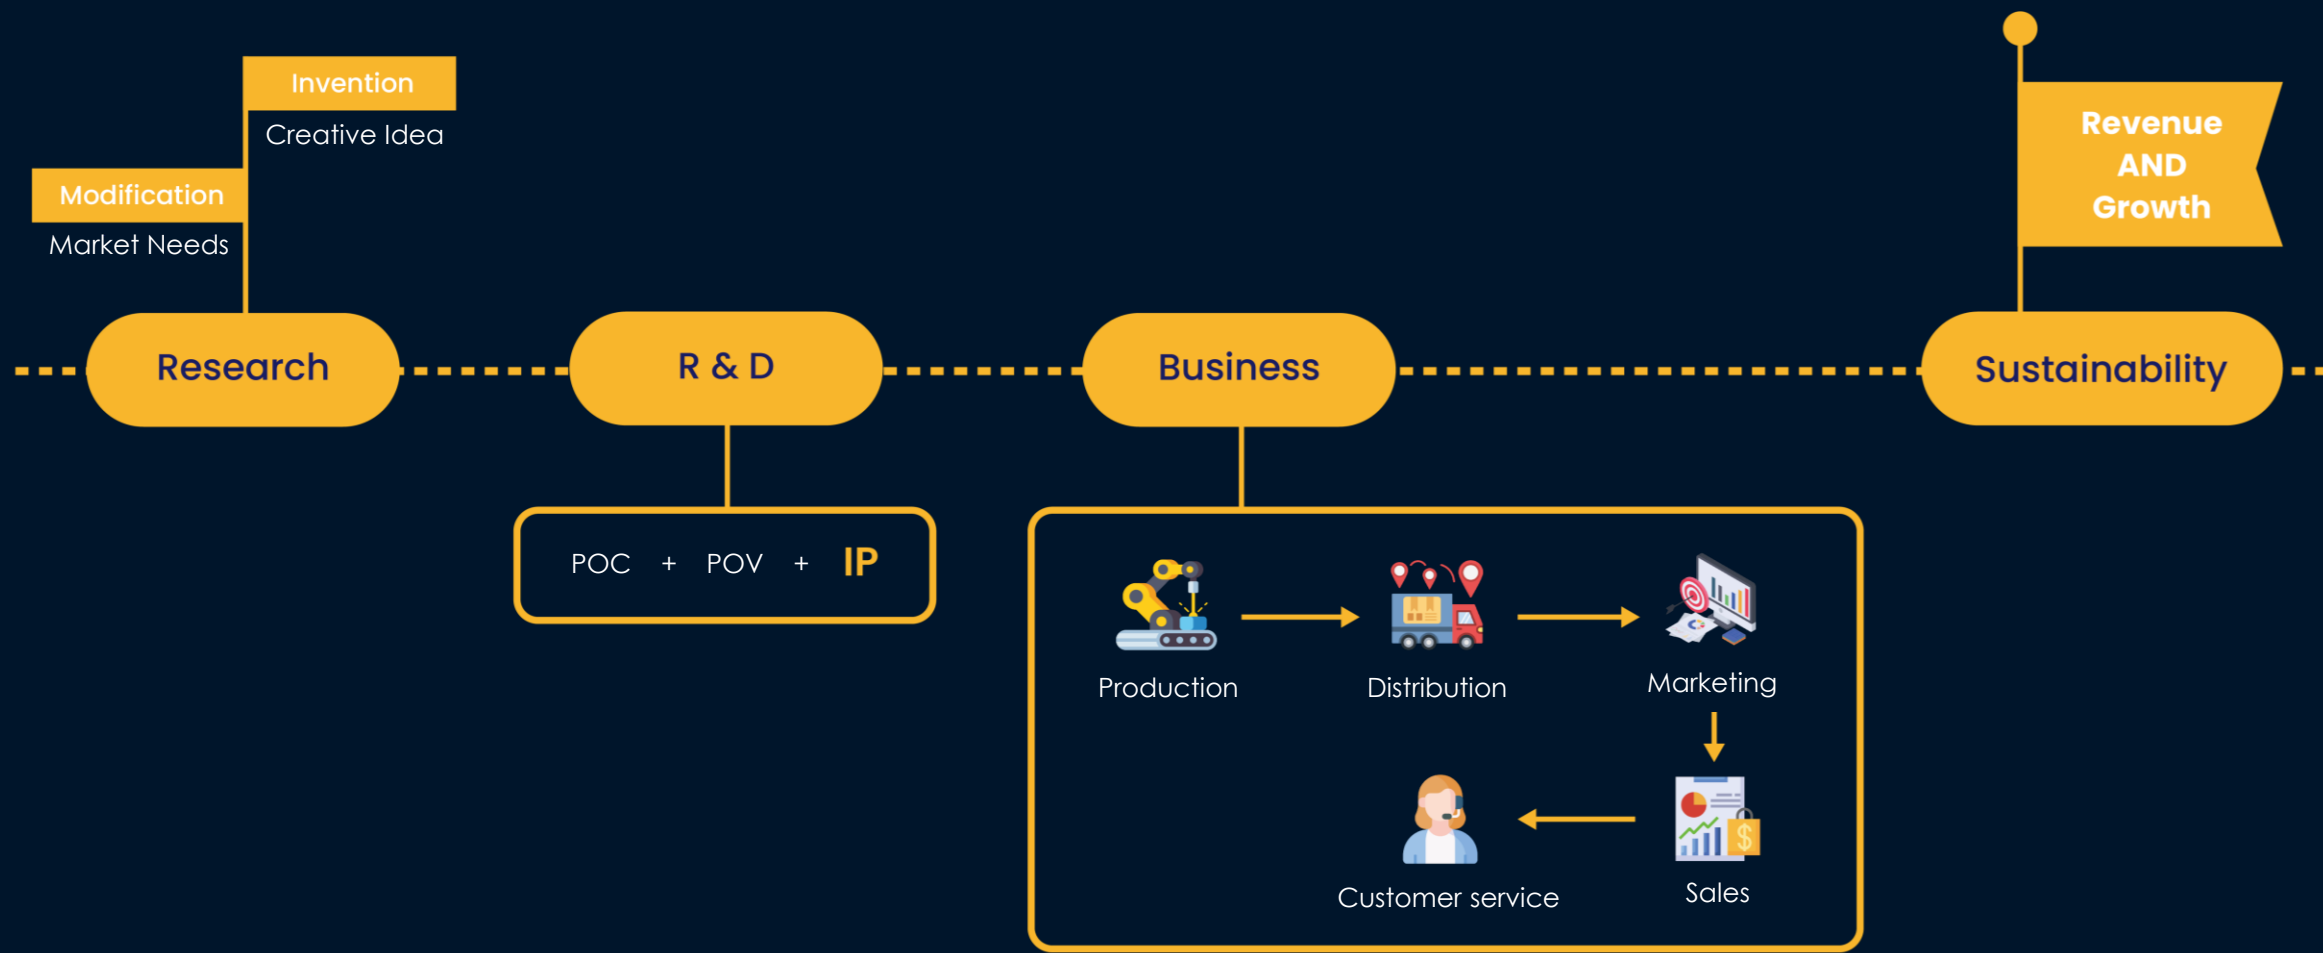 Invention
Creative Idea
Modification
Market Needs
Revenue
AND
Growth
Research
R & D
Business
Sustainability
POC + POV + IP
Production
Distribution
Marketing
Customer service
Sales
$